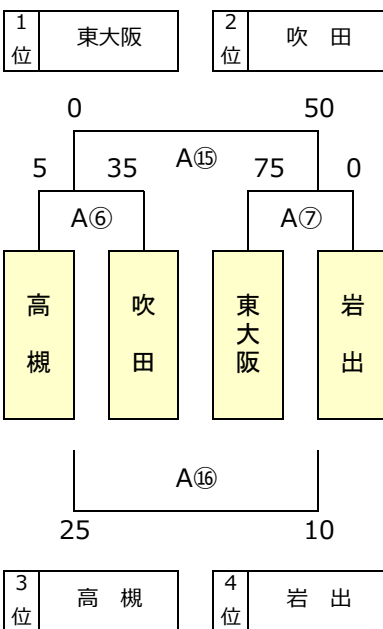 1位 東大阪 2位 吹 田
0 50
5 35 A⑮ 75 0
A⑥ A⑦
高槻 吹田 東大阪 岩出
A⑯
25 10
3位 高 槻 4位 岩 出